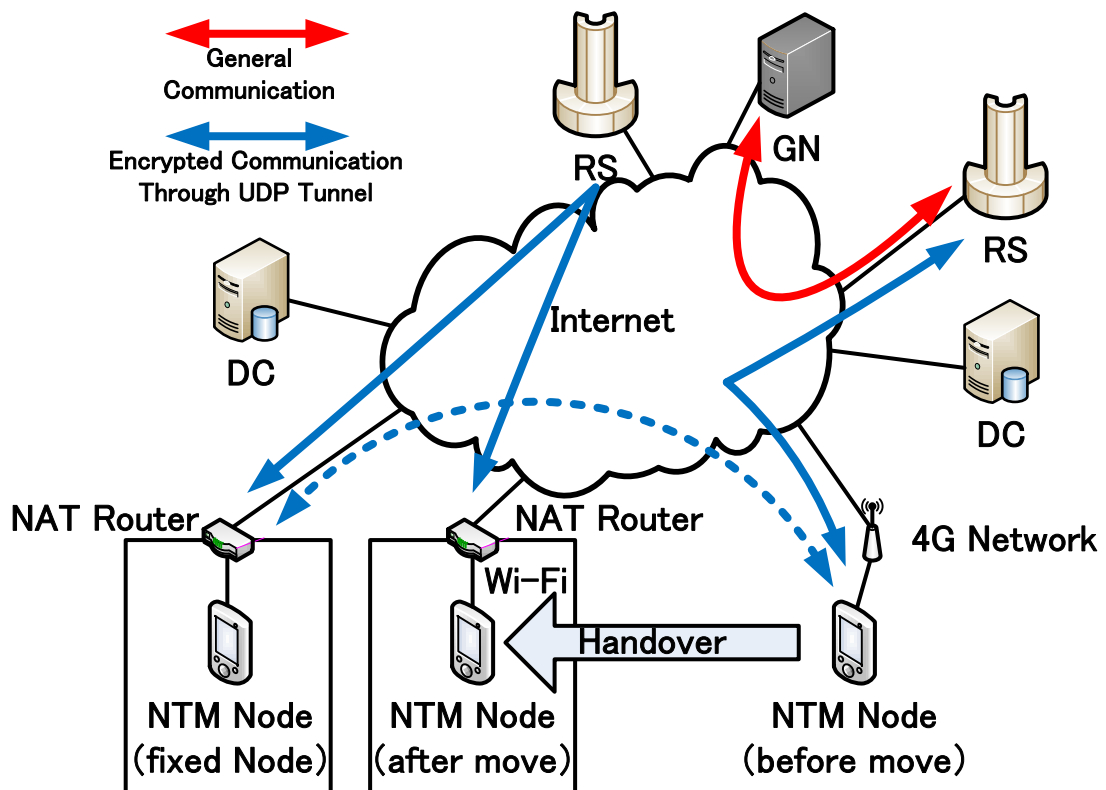 General
Communication
Encrypted Communication
Through UDP Tunnel
RS
GN
RS
DC
Internet
DC
NAT Router
NAT Router
4G Network
Wi-Fi
Handover
NTM Node
(fixed Node)
NTM Node
(after move)
NTM Node
(before move)